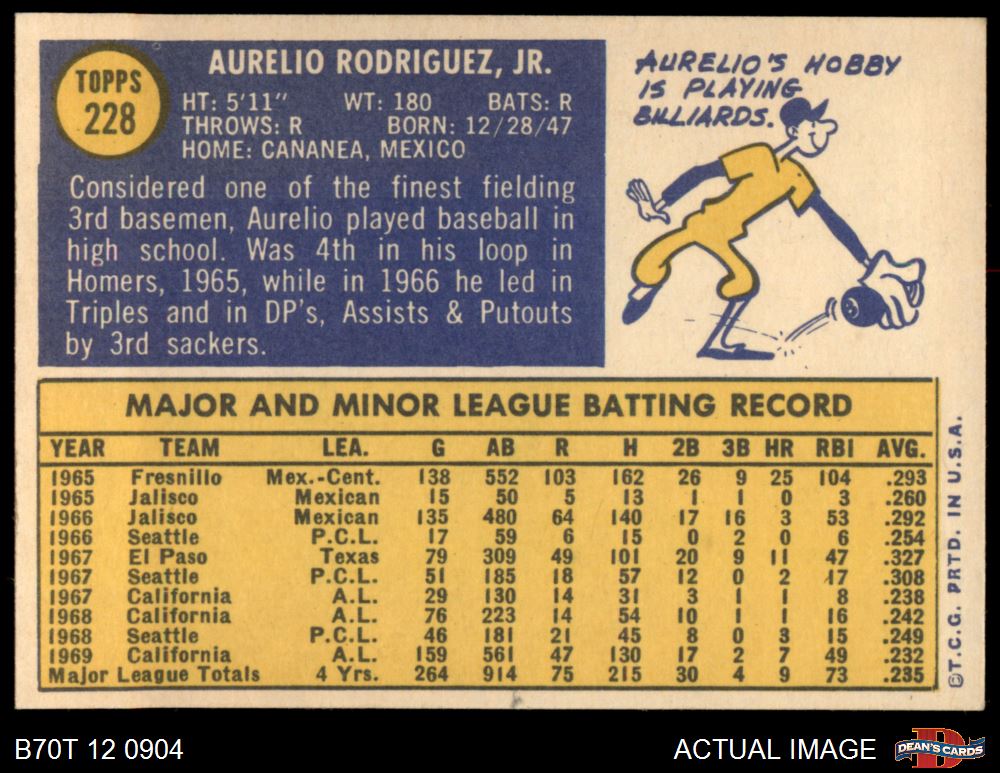 TOPPS
228
AURELIO RODRIGUEZ, JR.
HT: 5'11" WT: 180 BATS: R
THROWS: R BORN: 12/28/47
HOME: CANANEA, MEXICO
Considered one of the finest fielding
3rd basemen, Aurelio played baseball in
high school. Was 4th in his loop in
Homers, 1965, while in 1966 he led in
Triples and in DP's, Assists & Putouts
by 3rd sackers.
AURELIO'S HOBBY
IS PLAYING
BILLIARDS.
MAJOR AND MINOR LEAGUE BATTING RECORD
YEAR TEAM LEA. G AB R H 2B 3B HR RBI AVG.
1965 Fresnillo Mex.-Cent. 138 552 103 162 26 9 25 104 .293
1965 Jalisco Mexican 15 50 5 13 1 1 0 3 .260
1966 Jalisco Mexican 135 480 64 140 17 16 3 53 .292
1966 Seattle P.C.L. 17 59 6 15 0 2 0 6 .254
1967 El Paso Texas 79 309 49 101 20 9 11 47 .327
1967 Seattle P.C.L. 51 185 18 57 12 0 2 17 .308
1967 California A.L. 29 130 14 31 3 1 1 8 .238
1968 California A.L. 76 223 14 54 10 1 1 16 .242
1968 Seattle P.C.L. 46 181 21 45 8 0 3 15 .249
1969 California A.L. 159 561 47 130 17 2 7 49 .232
Major League Totals 4 Yrs. 264 914 75 215 30 4 9 73 .235
©T.C.G. PRTD. IN U.S.A.
B70T 12 0904
ACTUAL IMAGE
D
DEAN'S CARDS